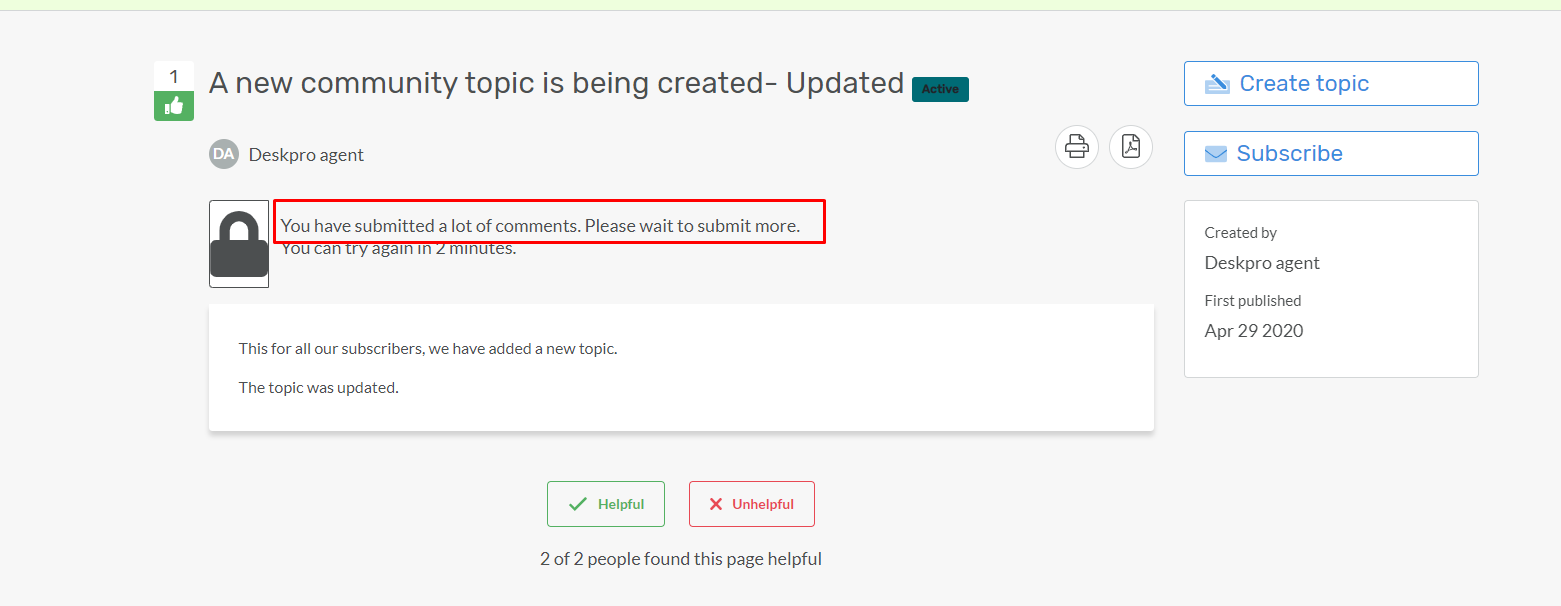 1
A new community topic is being created- Updated
Active
DA
Deskpro agent
You have submitted a lot of comments. Please wait to submit more.
You can try again in 2 minutes.
This for all our subscribers, we have added a new topic.
The topic was updated.
Helpful
Unhelpful
2 of 2 people found this page helpful
Create topic
Subscribe
Created by
Deskpro agent
First published
Apr 29 2020